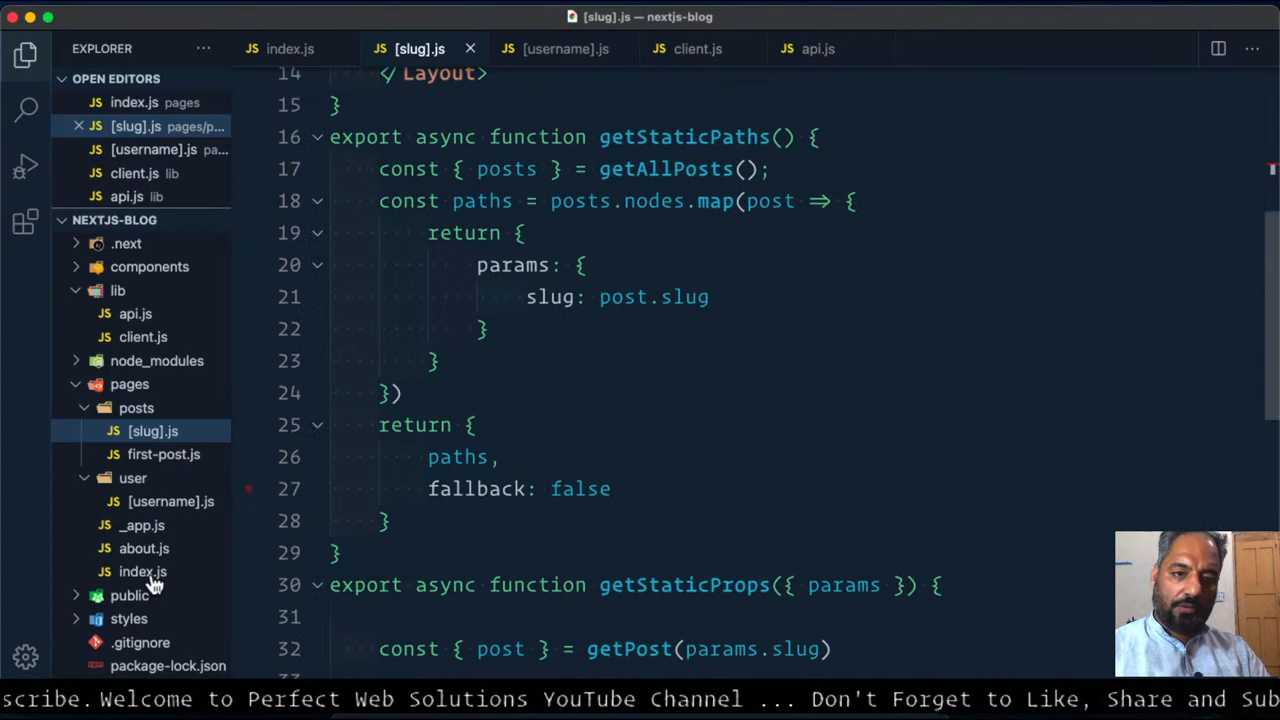 [slug].js — nextjs-blog
EXPLORER
JS index.js
JS [slug].js
JS [username].js
JS client.js
JS api.js
OPEN EDITORS
JS index.js pages
JS [slug].js pages/p...
JS [username].js pa...
JS client.js lib
JS api.js lib
NEXTJS-BLOG
.next
components
lib
JS api.js
JS client.js
node_modules
pages
posts
JS [slug].js
JS first-post.js
user
JS [username].js
JS _app.js
JS about.js
JS index.js
public
styles
.gitignore
package-lock.json
14 </Layout>
15 }
16 export async function getStaticPaths() {
17 const { posts } = getAllPosts();
18 const paths = posts.nodes.map(post => {
19 return {
20 params: {
21 slug: post.slug
22 }
23 }
24 })
25 return {
26 paths,
27 fallback: false
28 }
29 }
30 export async function getStaticProps({ params }) {
31
32 const { post } = getPost(params.slug)
scribe.Welcome to Perfect Web Solutions YouTube Channel ... Don't Forget to Like, Share and Sub